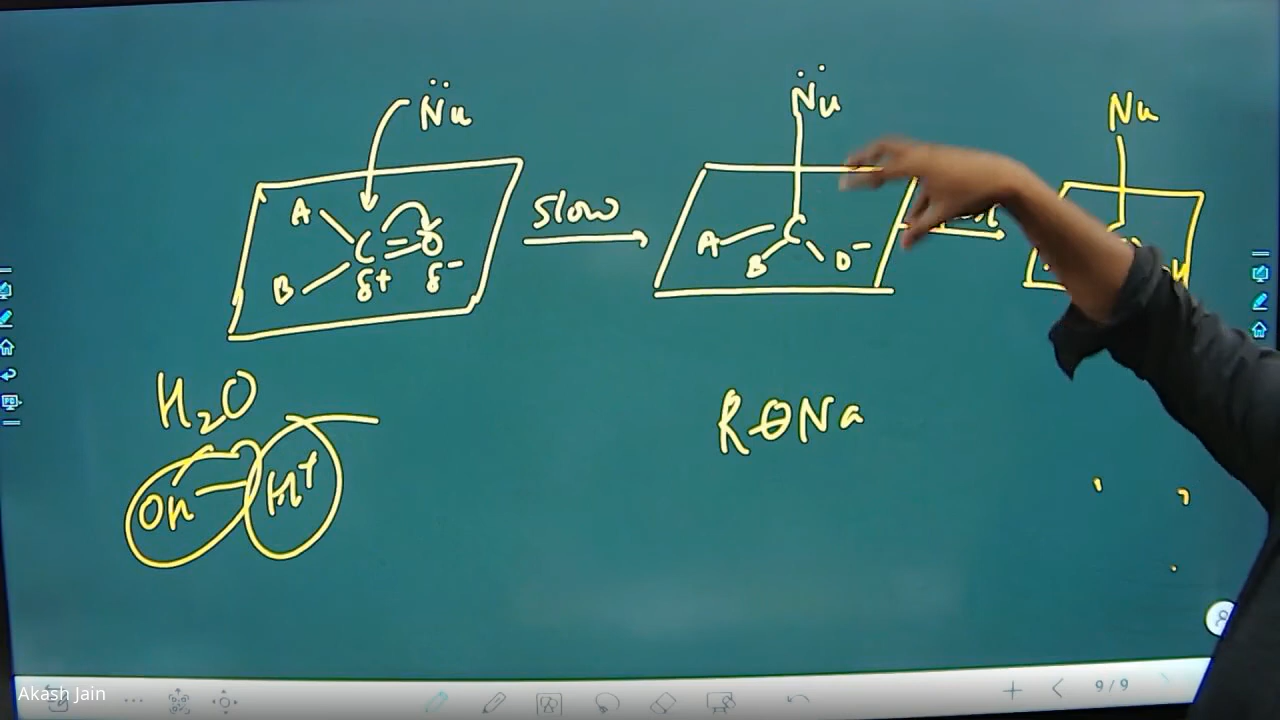 Nu Nu Nu
A C = O slow A C
B δ+ δ- B O-
H2O
OH - H+
RONa
Akash Jain
9/9